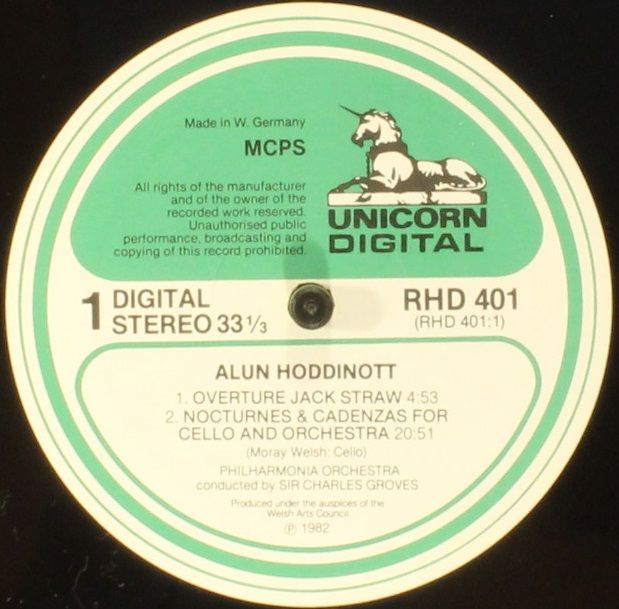 Made in W. Germany
MCPS
All rights of the manufacturer
and of the owner of the
recorded work reserved.
Unauthorised public
performance, broadcasting and
copying of this record prohibited.
UNICORN
DIGITAL
1 DIGITAL
STEREO 33 1/3
RHD 401
(RHD 401:1)
ALUN HODDINOTT
1. OVERTURE JACK STRAW 4:53
2. NOCTURNES & CADENZAS FOR
CELLO AND ORCHESTRA 20:51
(Moray Welsh: Cello)
PHILHARMONIA ORCHESTRA
conducted by SIR CHARLES GROVES
Produced under the auspices of the
Welsh Arts Council
℗ 1982